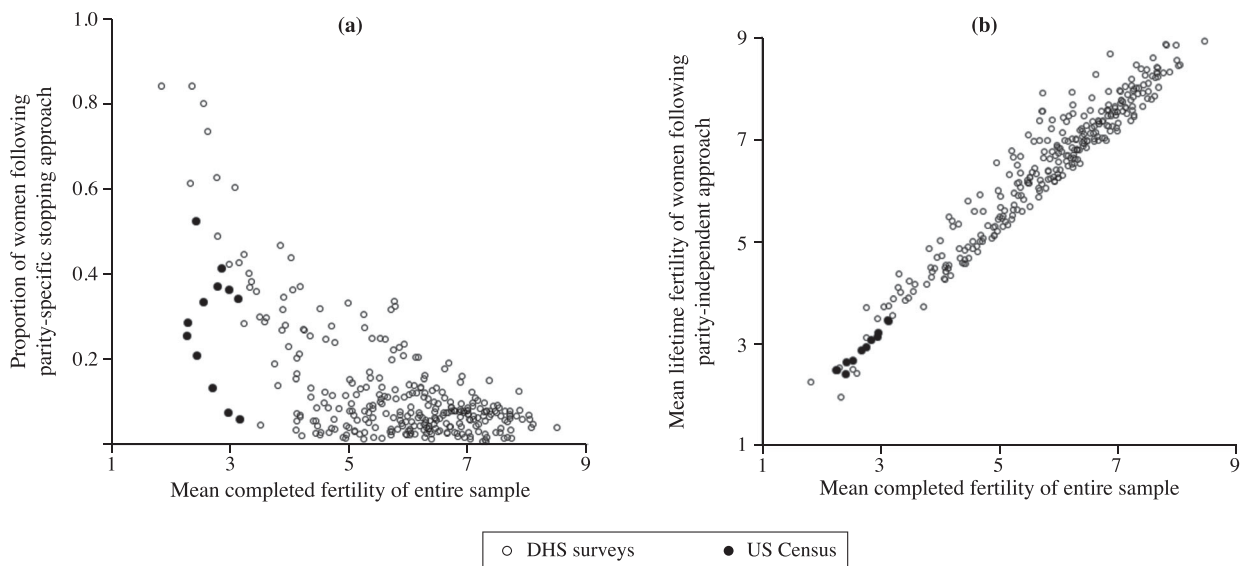 (a)
1.0
0.8
0.6
0.4
0.2
Proportion of women following
parity-specific stopping approach
1 3 5 7 9
Mean completed fertility of entire sample
(b)
9
7
5
3
1
Mean lifetime fertility of women following
parity-independent approach
1 3 5 7 9
Mean completed fertility of entire sample
DHS surveys US Census